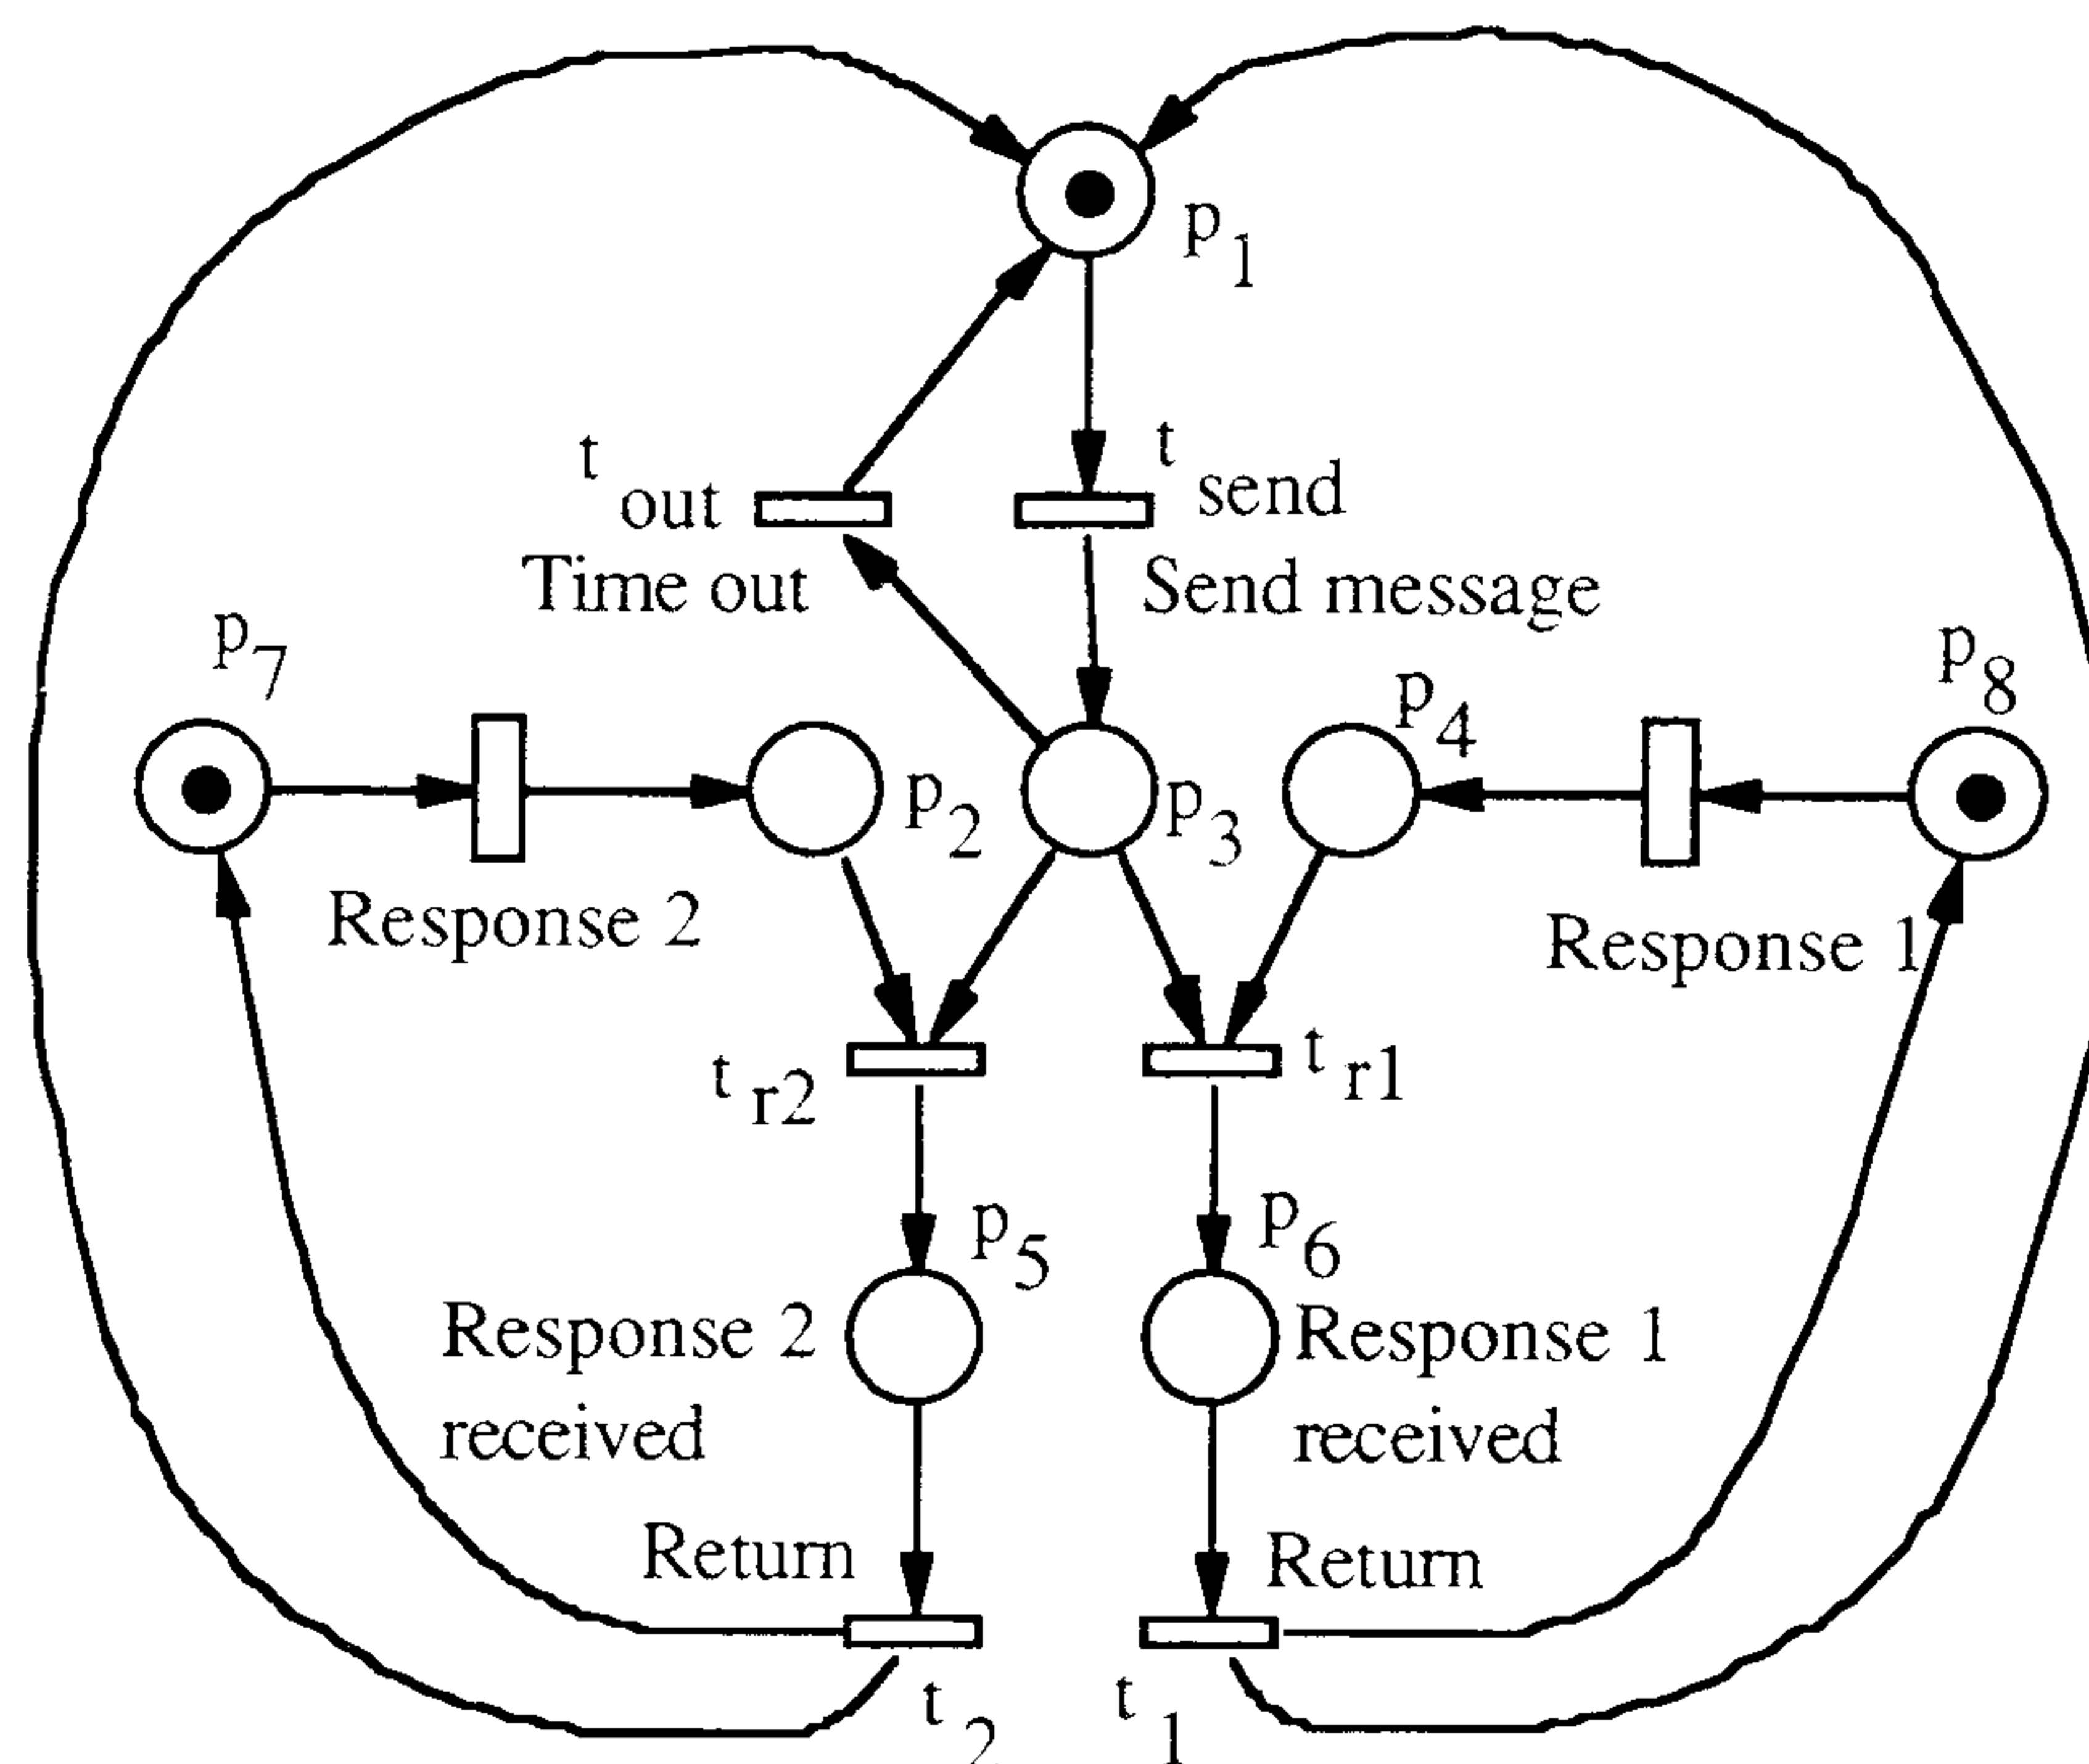 p1
t out
Time out
t send
Send message
p7
p2
p3
p4
p8
Response 2
Response 1
t r2
t r1
p5
p6
Response 2
received
Response 1
received
Return
Return
t 2
t 1